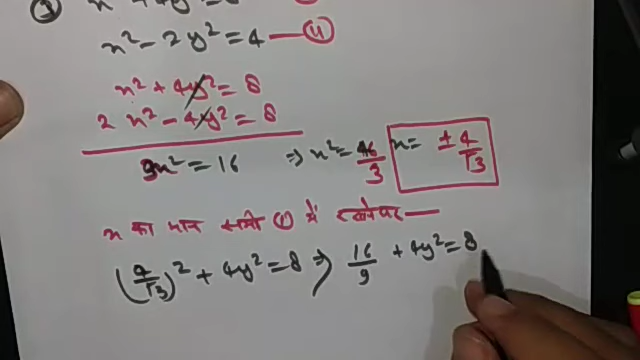 x² - 2y² = 4 — (ii)
x² + 4y² = 8
2x² - 4y² = 8
3x² = 16 ⇒ x² = 16/3 x = ± 4/√3
x का मान समी (i) में रखने पर —
(4/√3)² + 4y² = 8 ⇒ 16/9 + 4y² = 8